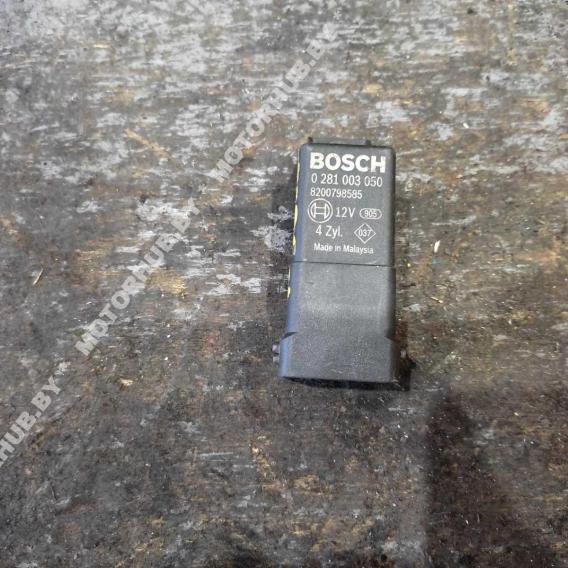 BOSCH
0 281 003 050
8200798585
12V 905
4 Zyl. 037
Made in Malaysia
MOTORHUB.BY * MOTORHUB.BY * MOTORHUB.BY